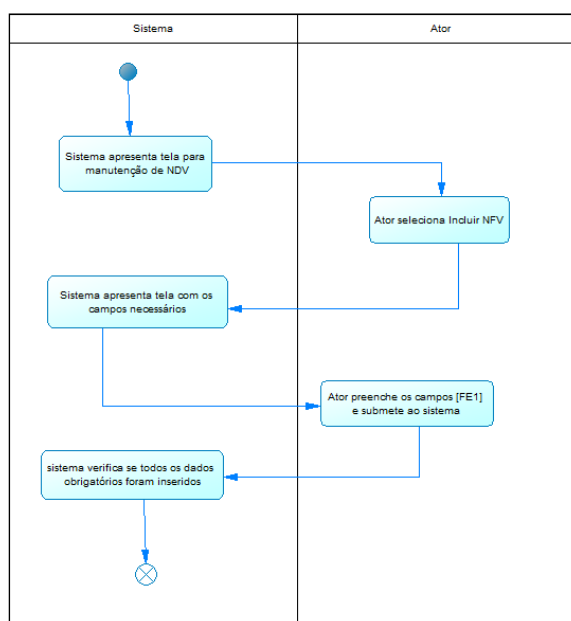 Sistema
Ator
Sistema apresenta tela para
manutenção de NDV
Ator seleciona Incluir NFV
Sistema apresenta tela com os
campos necessários
Ator preenche os campos [FE1]
e submete ao sistema
sistema verifica se todos os dados
obrigatórios foram inseridos